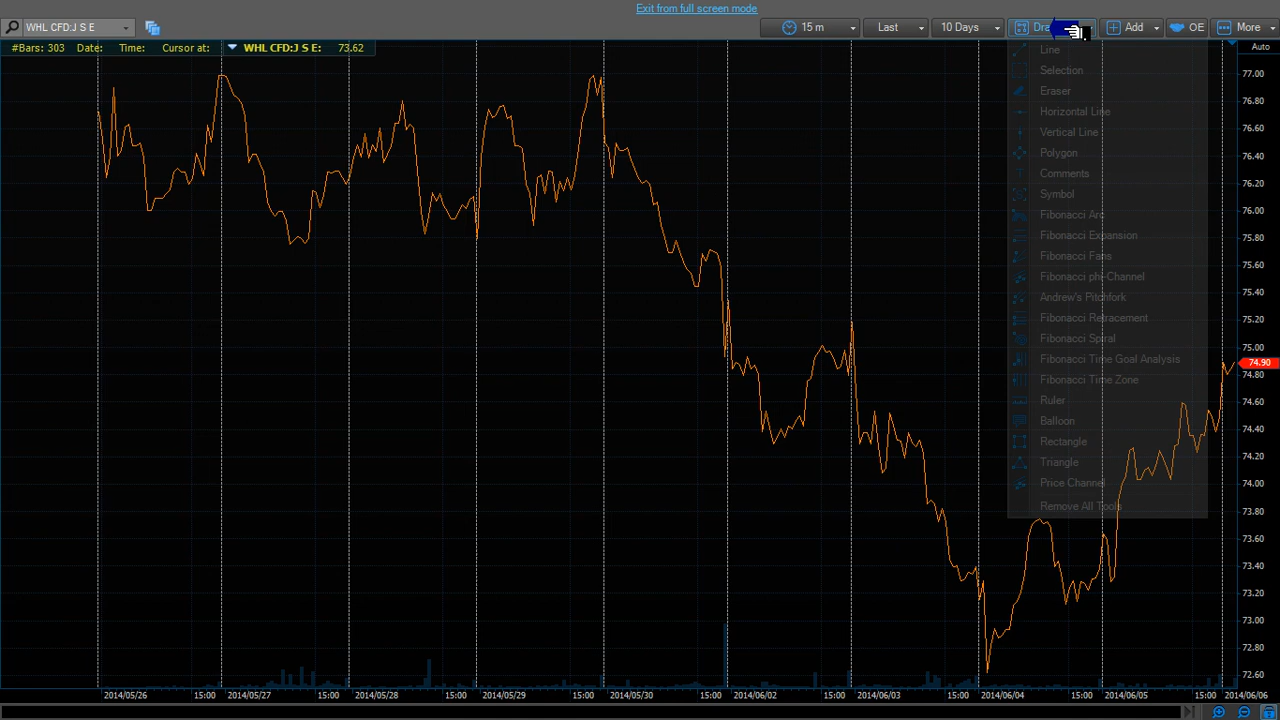 Exit from full screen mode
WHL CFD:J S E 15 m Last 10 Days Dra Add OE More
#Bars: 303 Date: Time: Cursor at: WHL CFD:J S E: 73.62 Auto
Line
Selection
Eraser
Horizontal Line
Vertical Line
Polygon
Comments
Symbol
Fibonacci Arc
Fibonacci Expansion
Fibonacci Fans
Fibonacci phi-Channel
Andrew's Pitchfork
Fibonacci Retracement
Fibonacci Spiral
Fibonacci Time Goal Analysis
Fibonacci Time Zone
Ruler
Balloon
Rectangle
Triangle
Price Channel
Remove All Tools
77.00
76.80
76.60
76.40
76.20
76.00
75.80
75.60
75.40
75.20
75.00
74.90
74.80
74.60
74.40
74.20
74.00
73.80
73.60
73.40
73.20
73.00
72.80
72.60
2014/05/26 15:00 2014/05/27 15:00 2014/05/28 15:00 2014/05/29 15:00 2014/05/30 15:00 2014/06/02 15:00 2014/06/03 15:00 2014/06/04 15:00 2014/06/05 15:00 2014/06/06